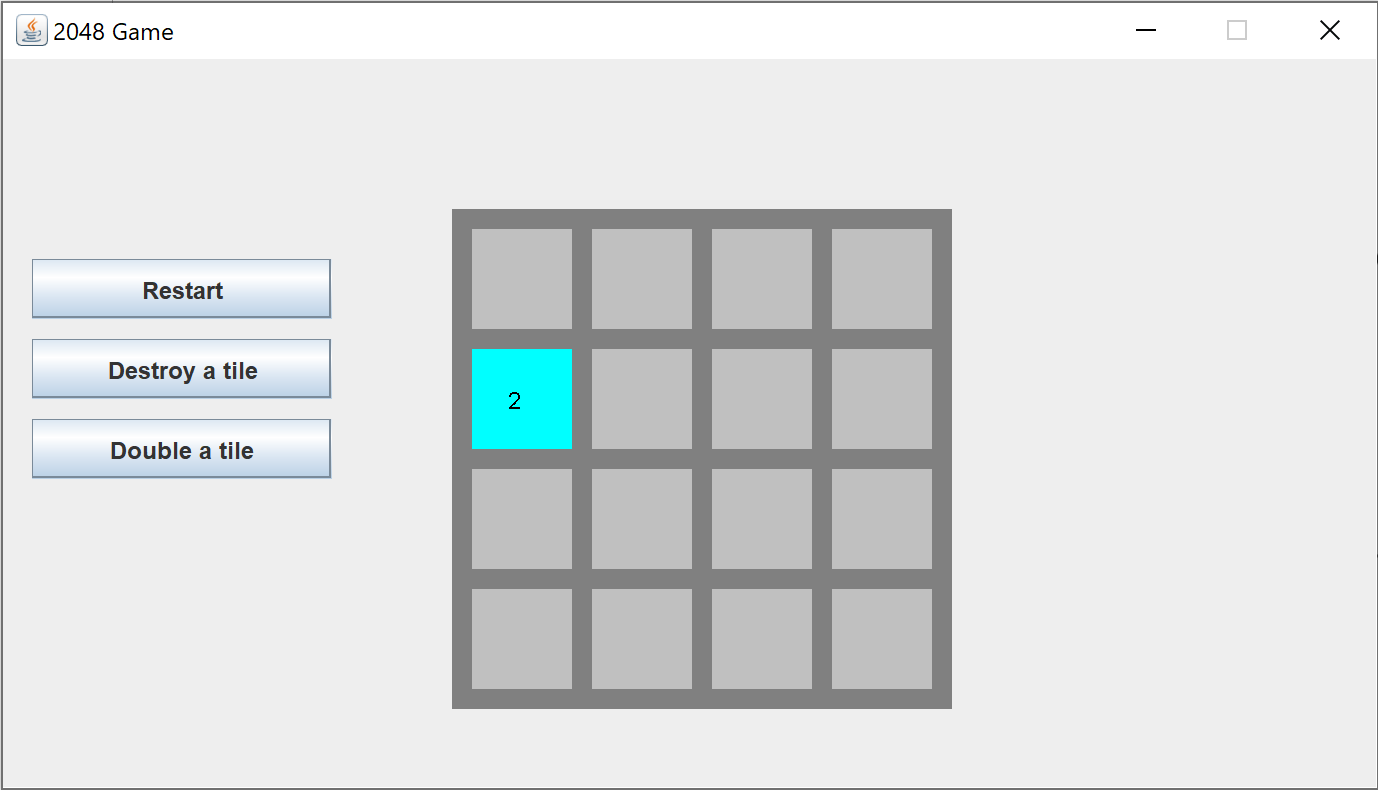 2048 Game
Restart
Destroy a tile
2
Double a tile